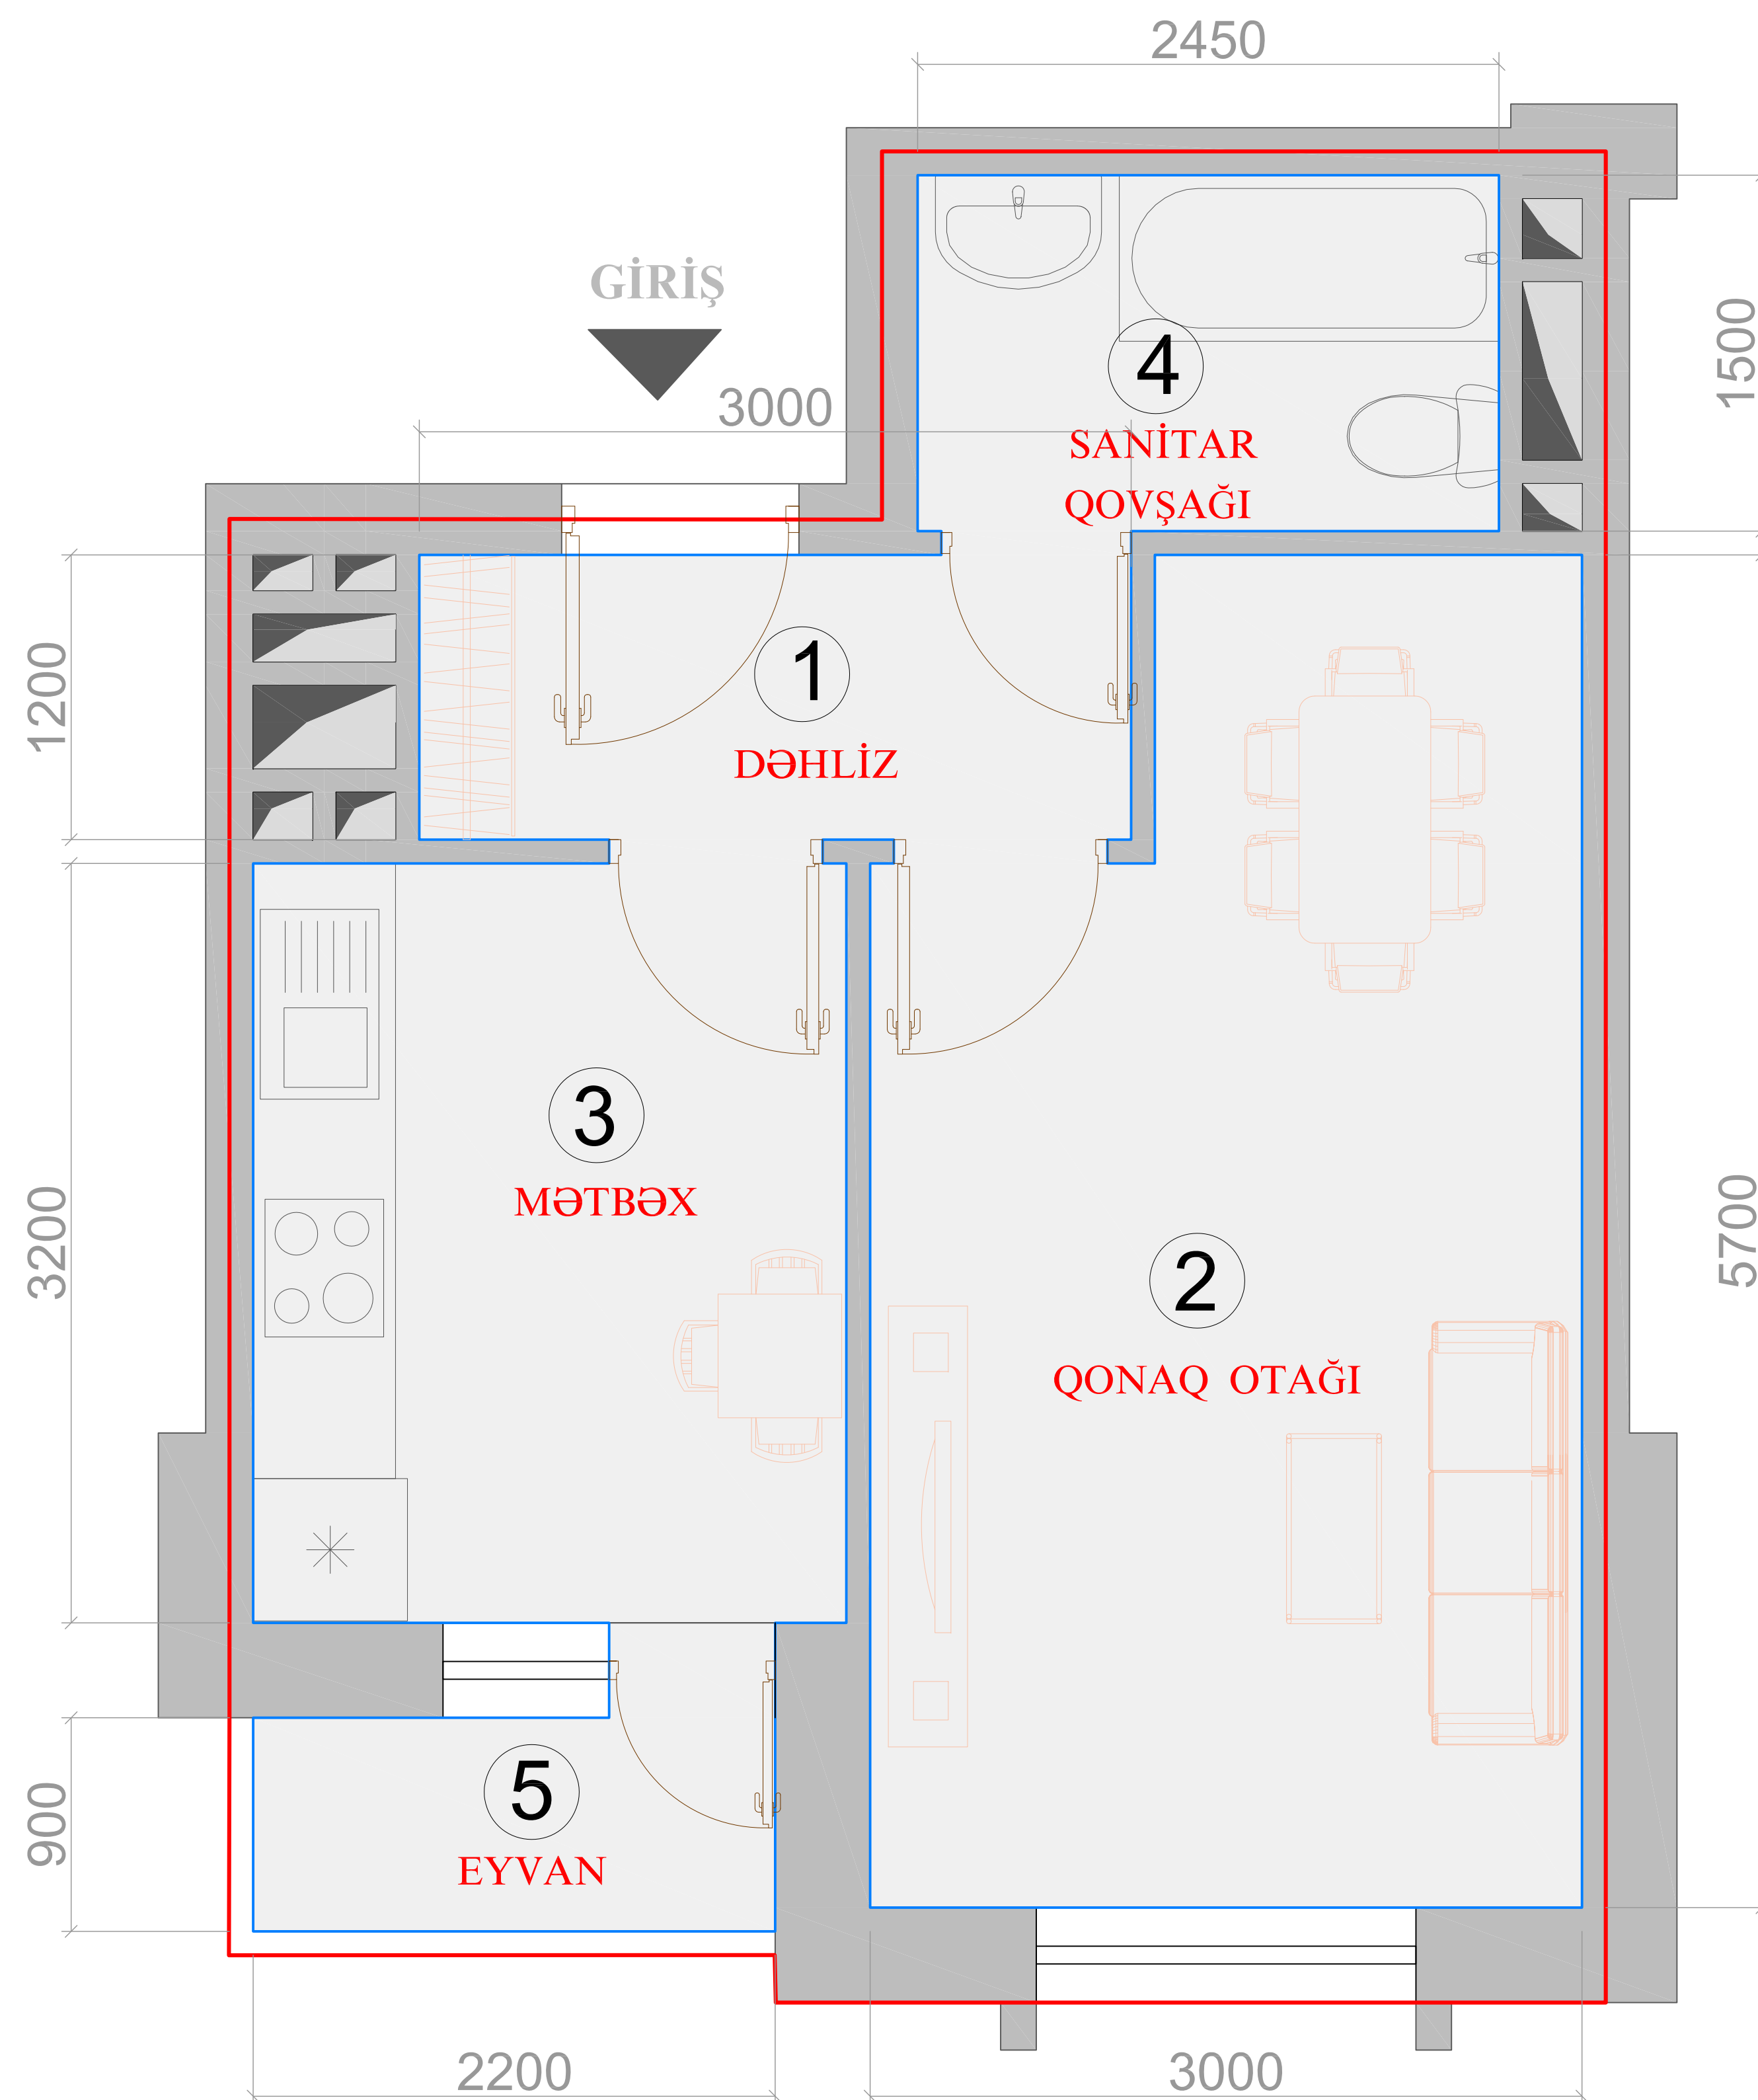 2450
GİRİŞ
3000
1500
4
SANİTAR
QOVŞAĞI
1200
1
DƏHLİZ
3
MƏTBƏX
3200
5700
2
QONAQ OTAĞI
5
EYVAN
900
2200
3000